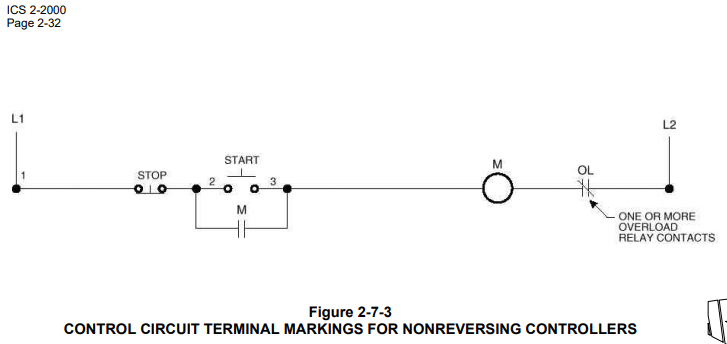 ICS 2-2000
Page 2-32
L1
L2
1
STOP
2
START
3
M
M
OL
ONE OR MORE
OVERLOAD
RELAY CONTACTS
Figure 2-7-3
CONTROL CIRCUIT TERMINAL MARKINGS FOR NONREVERSING CONTROLLERS